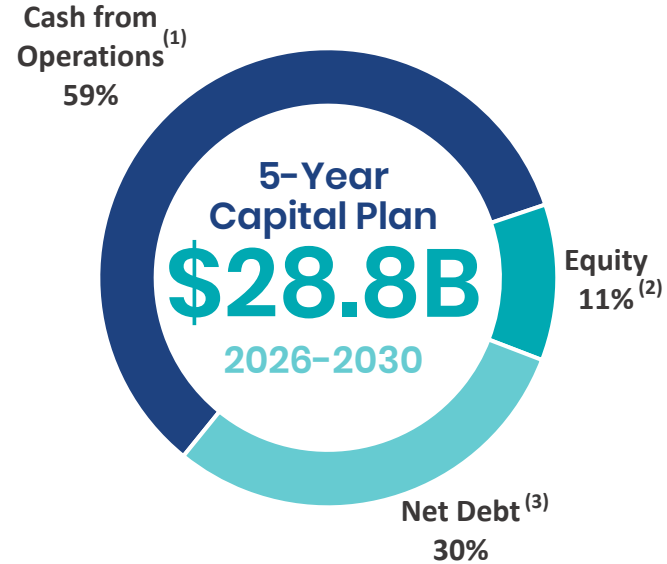 Cash from
Operations(1)
59%
5-Year
Capital Plan
$28.8B
2026-2030
Equity
11%(2)
Net Debt(3)
30%